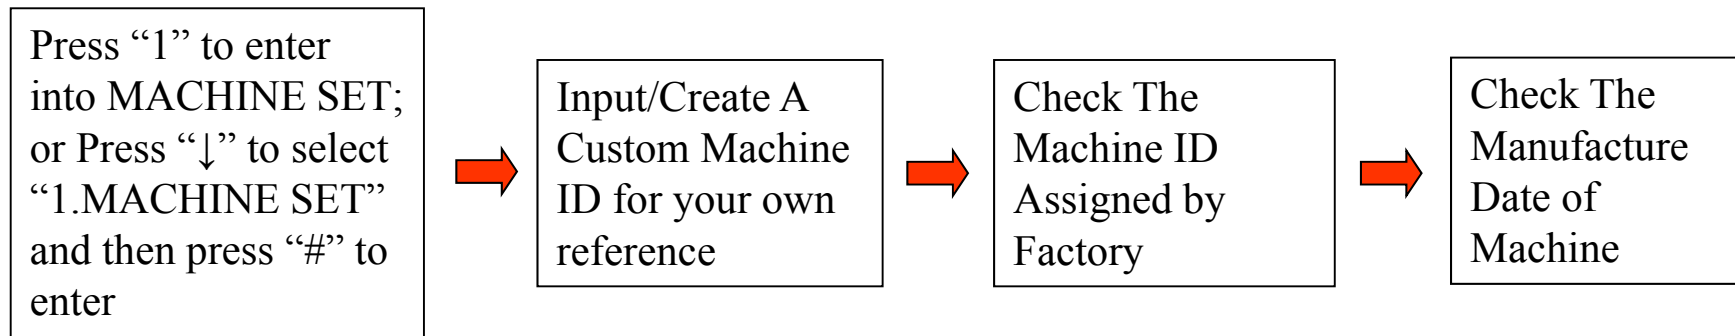 Press “1” to enter
into MACHINE SET;
or Press “↓” to select
“1.MACHINE SET”
and then press “#” to
enter
Input/Create A
Custom Machine
ID for your own
reference
Check The
Machine ID
Assigned by
Factory
Check The
Manufacture
Date of
Machine